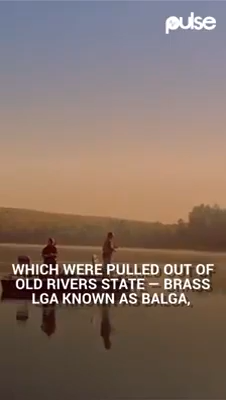 pulse
WHICH WERE PULLED OUT OF
OLD RIVERS STATE — BRASS
LGA KNOWN AS BALGA,